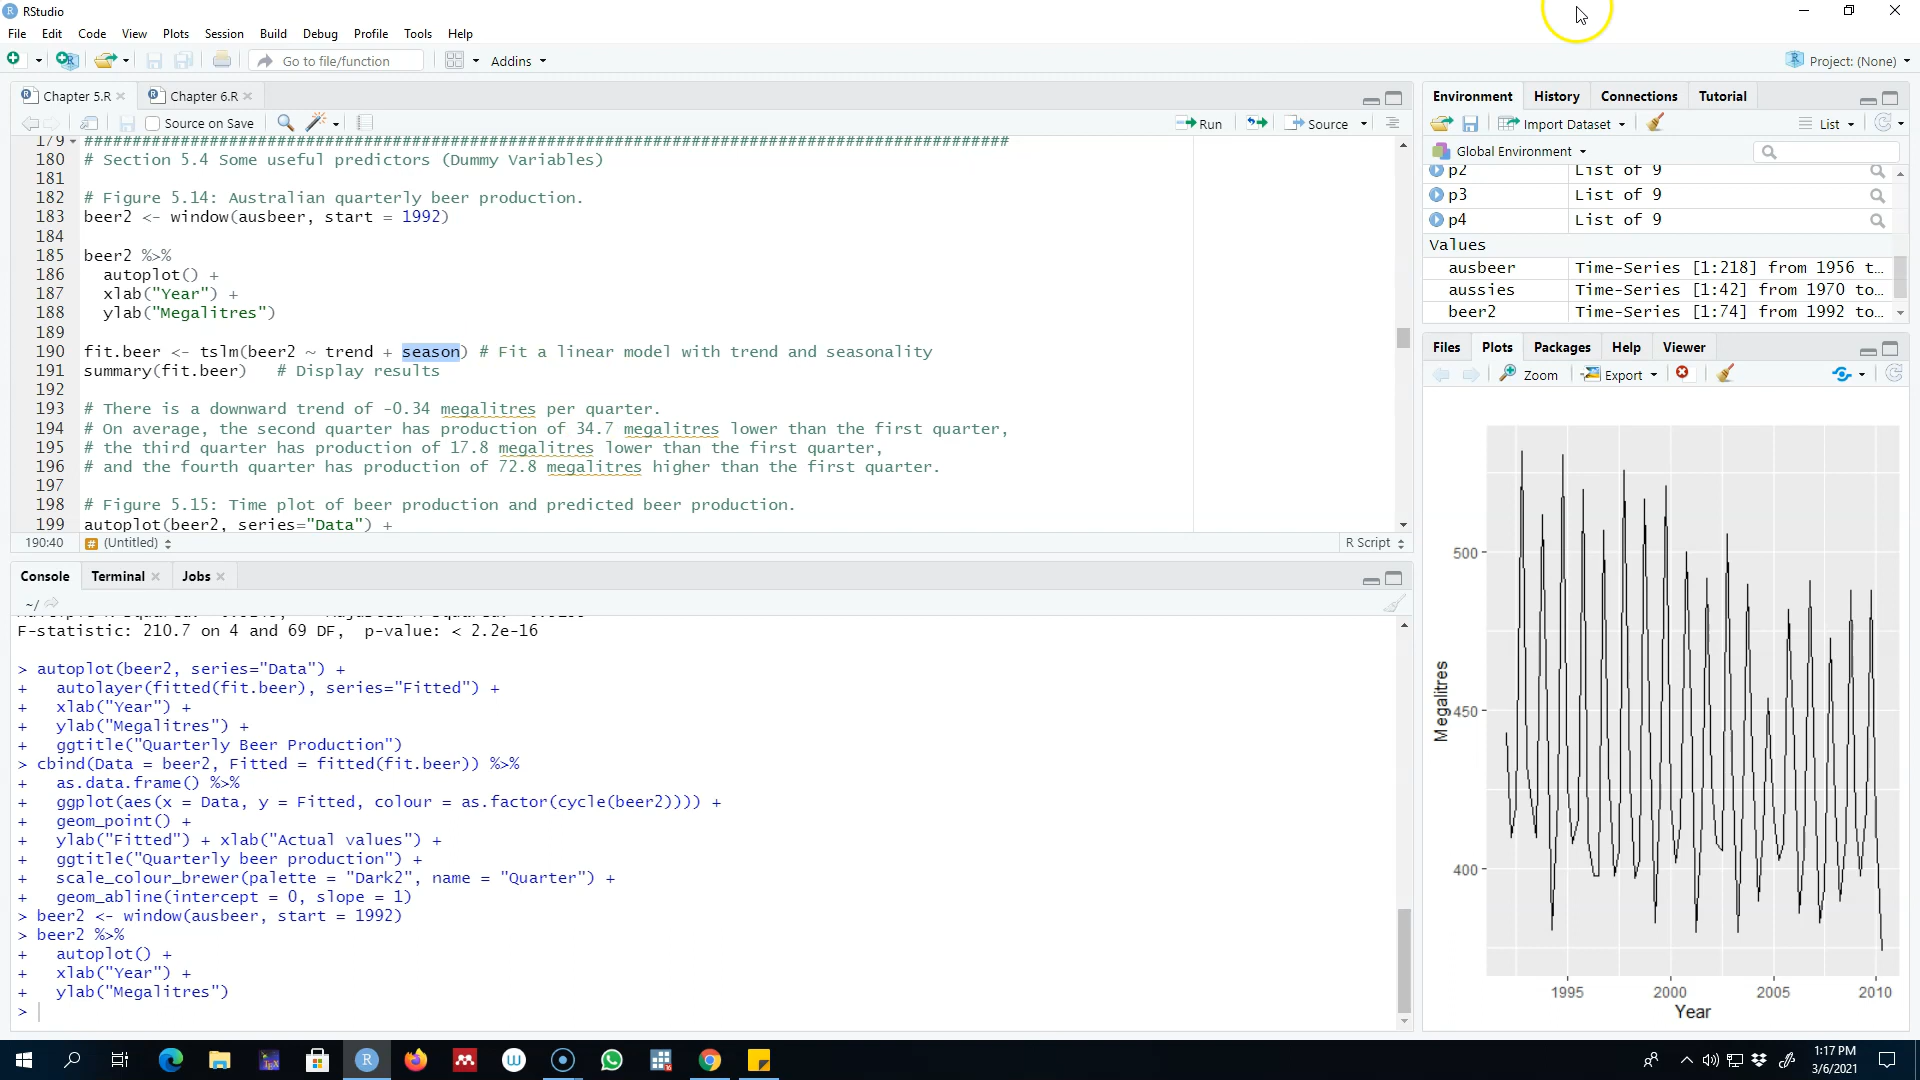 RStudio
File Edit Code View Plots Session Build Debug Profile Tools Help
Go to file/function Addins Project: (None)
Chapter 5.R Chapter 6.R
Source on Save Run Source
179 ################################################################################################
180 # Section 5.4 Some useful predictors (Dummy Variables)
181
182 # Figure 5.14: Australian quarterly beer production.
183 beer2 <- window(ausbeer, start = 1992)
184
185 beer2 %>%
186 autoplot() +
187 xlab("Year") +
188 ylab("Megalitres")
189
190 fit.beer <- tslm(beer2 ~ trend + season) # Fit a linear model with trend and seasonality
191 summary(fit.beer) # Display results
192
193 # There is a downward trend of -0.34 megalitres per quarter.
194 # On average, the second quarter has production of 34.7 megalitres lower than the first quarter,
195 # the third quarter has production of 17.8 megalitres lower than the first quarter,
196 # and the fourth quarter has production of 72.8 megalitres higher than the first quarter.
197
198 # Figure 5.15: Time plot of beer production and predicted beer production.
199 autoplot(beer2, series="Data") +
190:40 (Untitled) R Script
Console Terminal Jobs
~/
F-statistic: 210.7 on 4 and 69 DF, p-value: < 2.2e-16
> autoplot(beer2, series="Data") +
+ autolayer(fitted(fit.beer), series="Fitted") +
+ xlab("Year") +
+ ylab("Megalitres") +
+ ggtitle("Quarterly Beer Production")
> cbind(Data = beer2, Fitted = fitted(fit.beer)) %>%
+ as.data.frame() %>%
+ ggplot(aes(x = Data, y = Fitted, colour = as.factor(cycle(beer2)))) +
+ geom_point() +
+ ylab("Fitted") + xlab("Actual values") +
+ ggtitle("Quarterly beer production") +
+ scale_colour_brewer(palette = "Dark2", name = "Quarter") +
+ geom_abline(intercept = 0, slope = 1)
> beer2 <- window(ausbeer, start = 1992)
> beer2 %>%
+ autoplot() +
+ xlab("Year") +
+ ylab("Megalitres")
>
Environment History Connections Tutorial
Import Dataset List
Global Environment
p2 List of 9
p3 List of 9
p4 List of 9
Values
ausbeer Time-Series [1:218] from 1956 t…
aussies Time-Series [1:42] from 1970 to…
beer2 Time-Series [1:74] from 1992 to…
Files Plots Packages Help Viewer
Zoom Export
500
450
400
Megalitres
1995 2000 2005 2010
Year
1:17 PM
3/6/2021